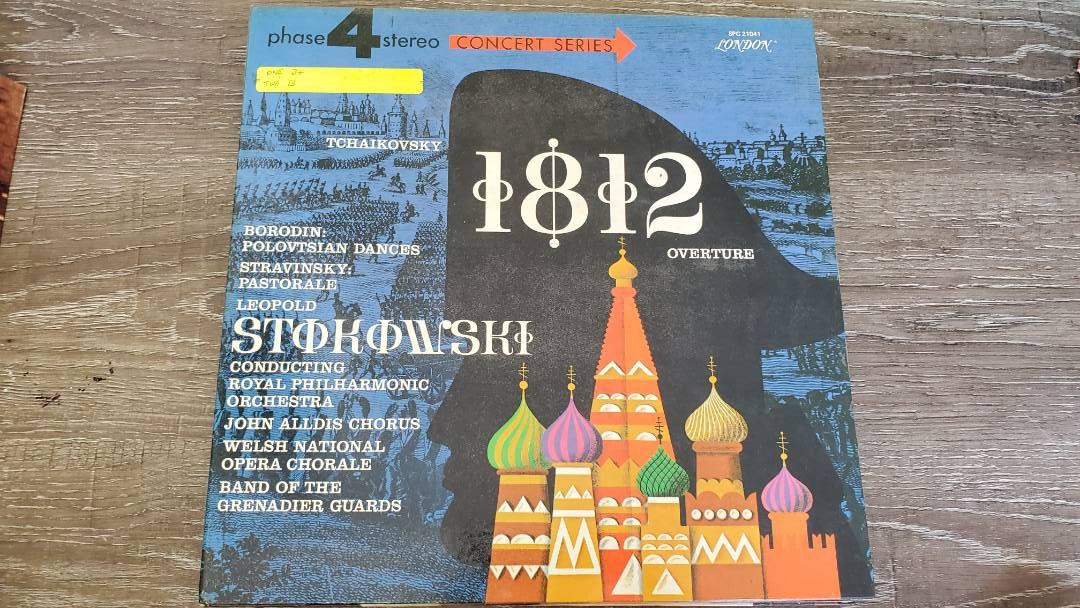 phase 4 stereo CONCERT SERIES
SPC 21041
LONDON
TCHAIKOVSKY
1812
OVERTURE
BORODIN:
POLOVTSIAN DANCES
STRAVINSKY:
PASTORALE
LEOPOLD
STOKOWSKI
CONDUCTING
ROYAL PHILHARMONIC
ORCHESTRA
JOHN ALLDIS CHORUS
WELSH NATIONAL
OPERA CHORALE
BAND OF THE
GRENADIER GUARDS